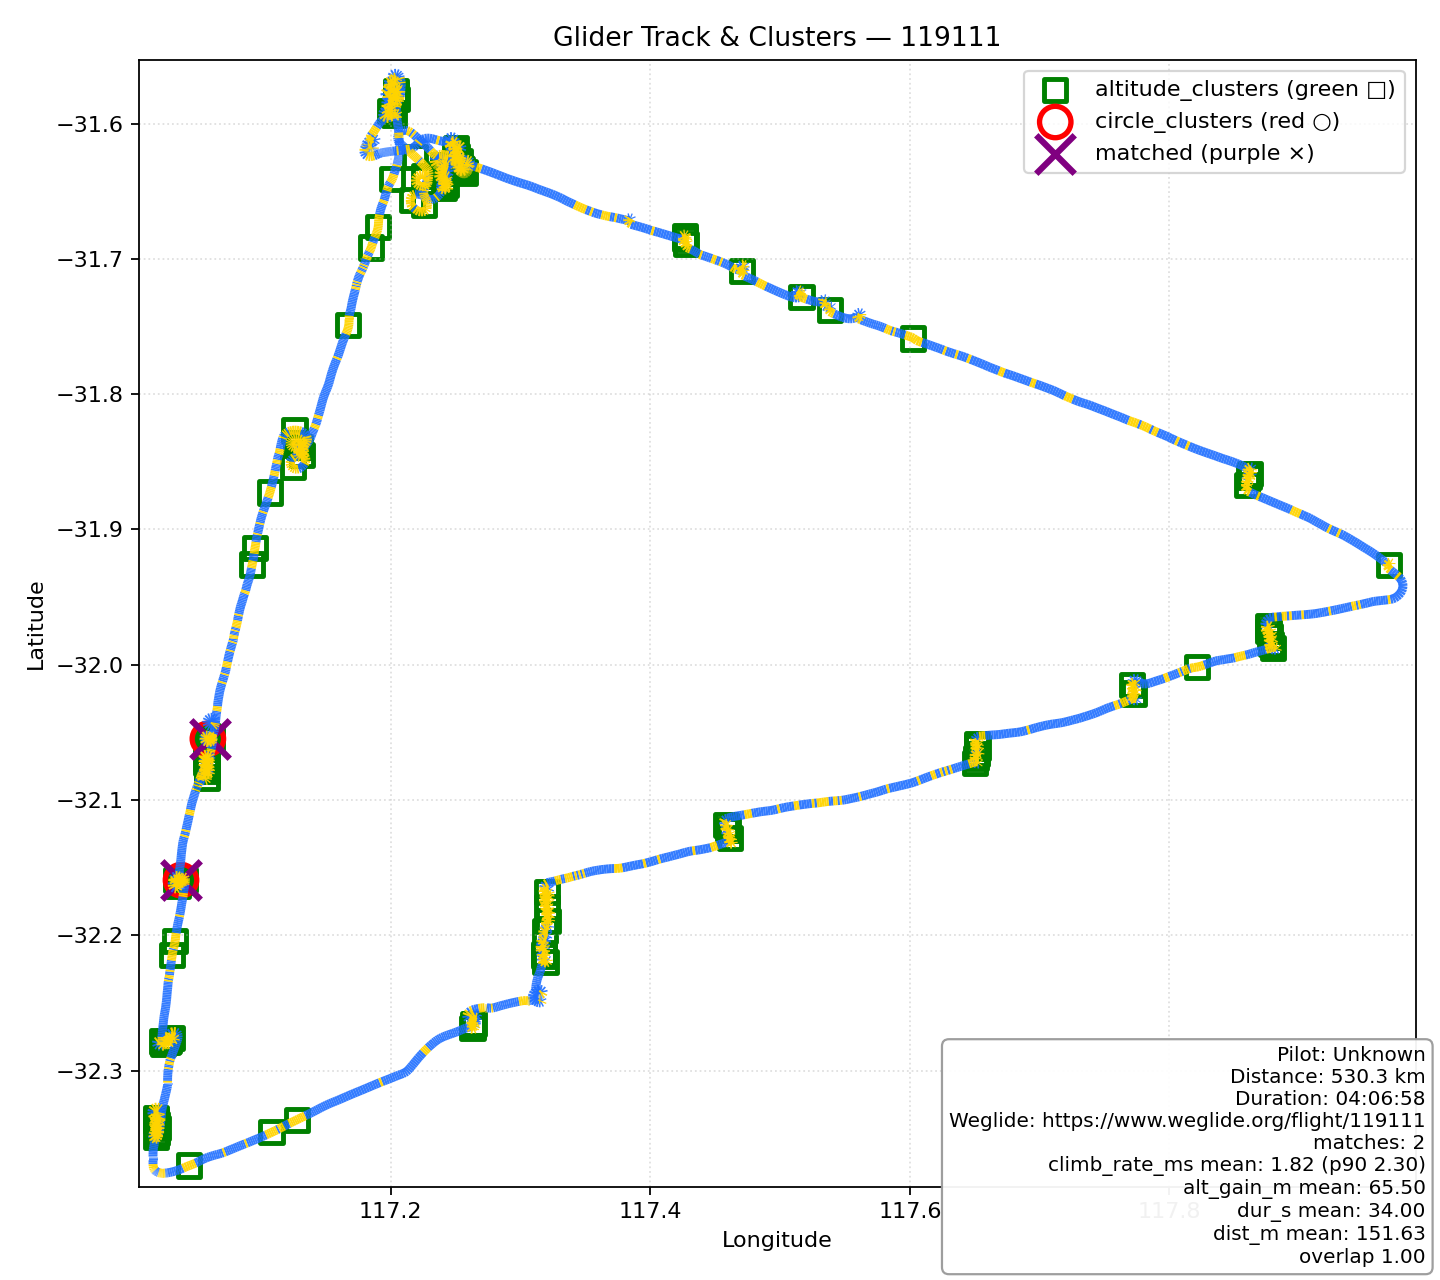 Glider Track & Clusters — 119111
altitude_clusters (green □)
circle_clusters (red ○)
matched (purple ×)
−31.6
−31.7
−31.8
−31.9
−32.0
−32.1
−32.2
−32.3
Latitude
117.2
117.4
117.6
117.8
Longitude
Pilot: Unknown
Distance: 530.3 km
Duration: 04:06:58
Weglide: https://www.weglide.org/flight/119111
matches: 2
climb_rate_ms mean: 1.82 (p90 2.30)
alt_gain_m mean: 65.50
dur_s mean: 34.00
dist_m mean: 151.63
overlap 1.00